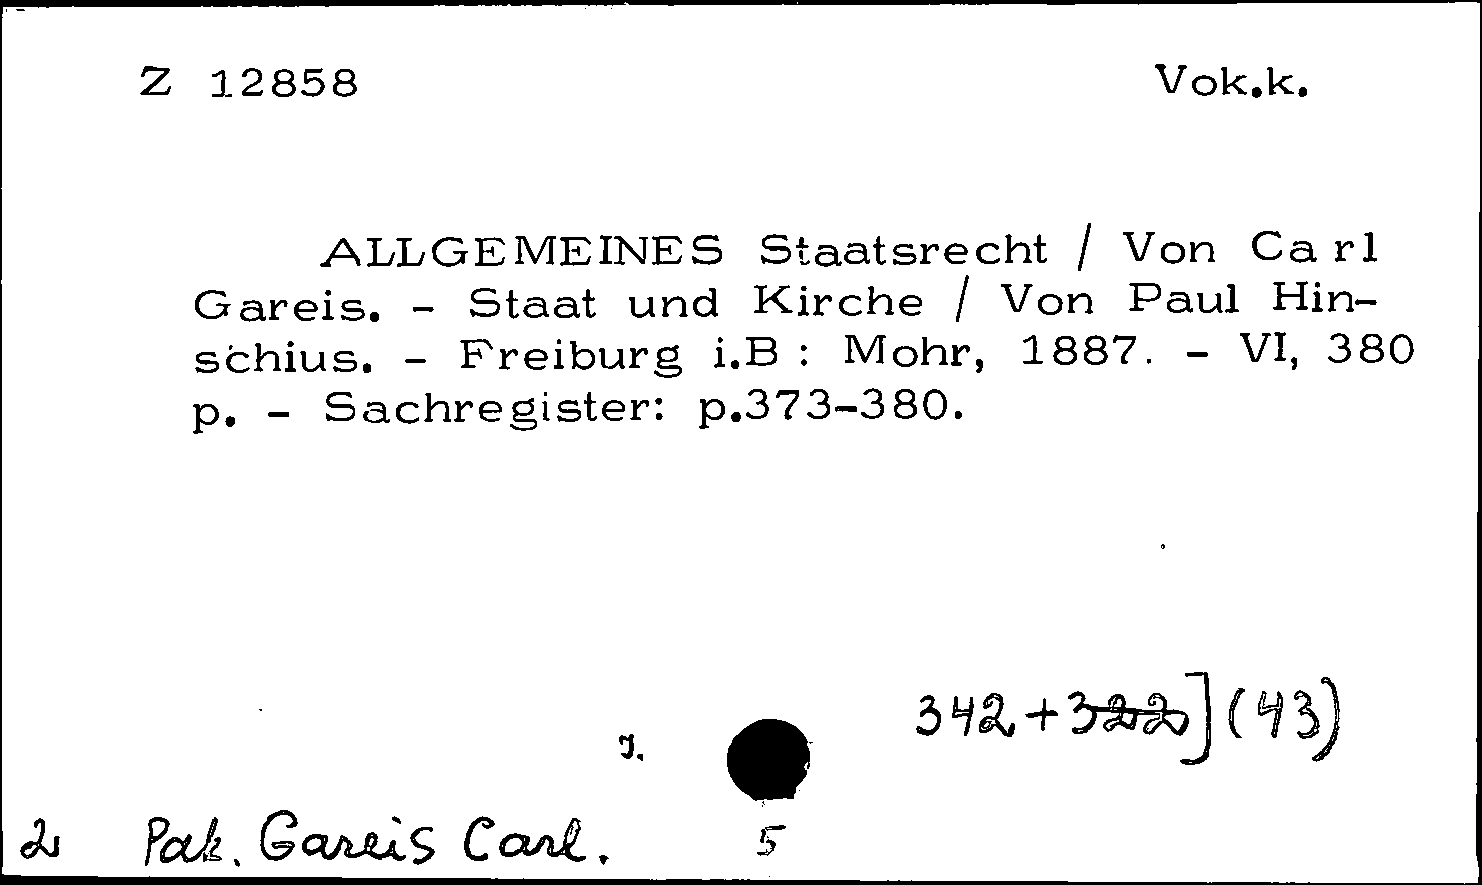 Z 12858 Vok.k.
ALLGEMEINES Staatsrecht / Von Carl
Gareis. - Staat und Kirche / Von Paul Hin-
schius. - Freiburg i.B : Mohr, 1887. - VI, 380
p. - Sachregister: p.373-380.
342+322](43)
I.
2 Pak. Gareis Carl. 5